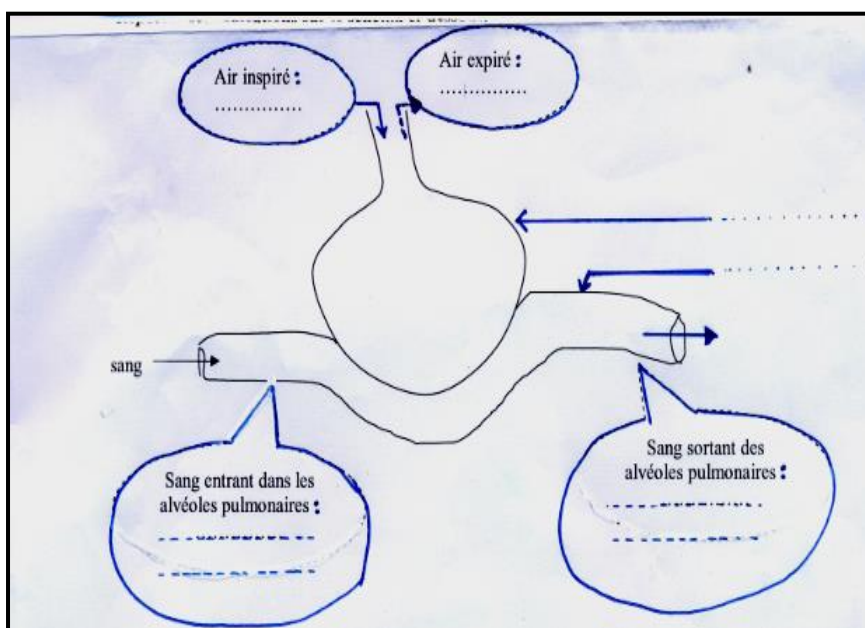 Air inspiré :
...............
Air expiré :
...............
sang
Sang entrant dans les
alvéoles pulmonaires :
Sang sortant des
alvéoles pulmonaires :